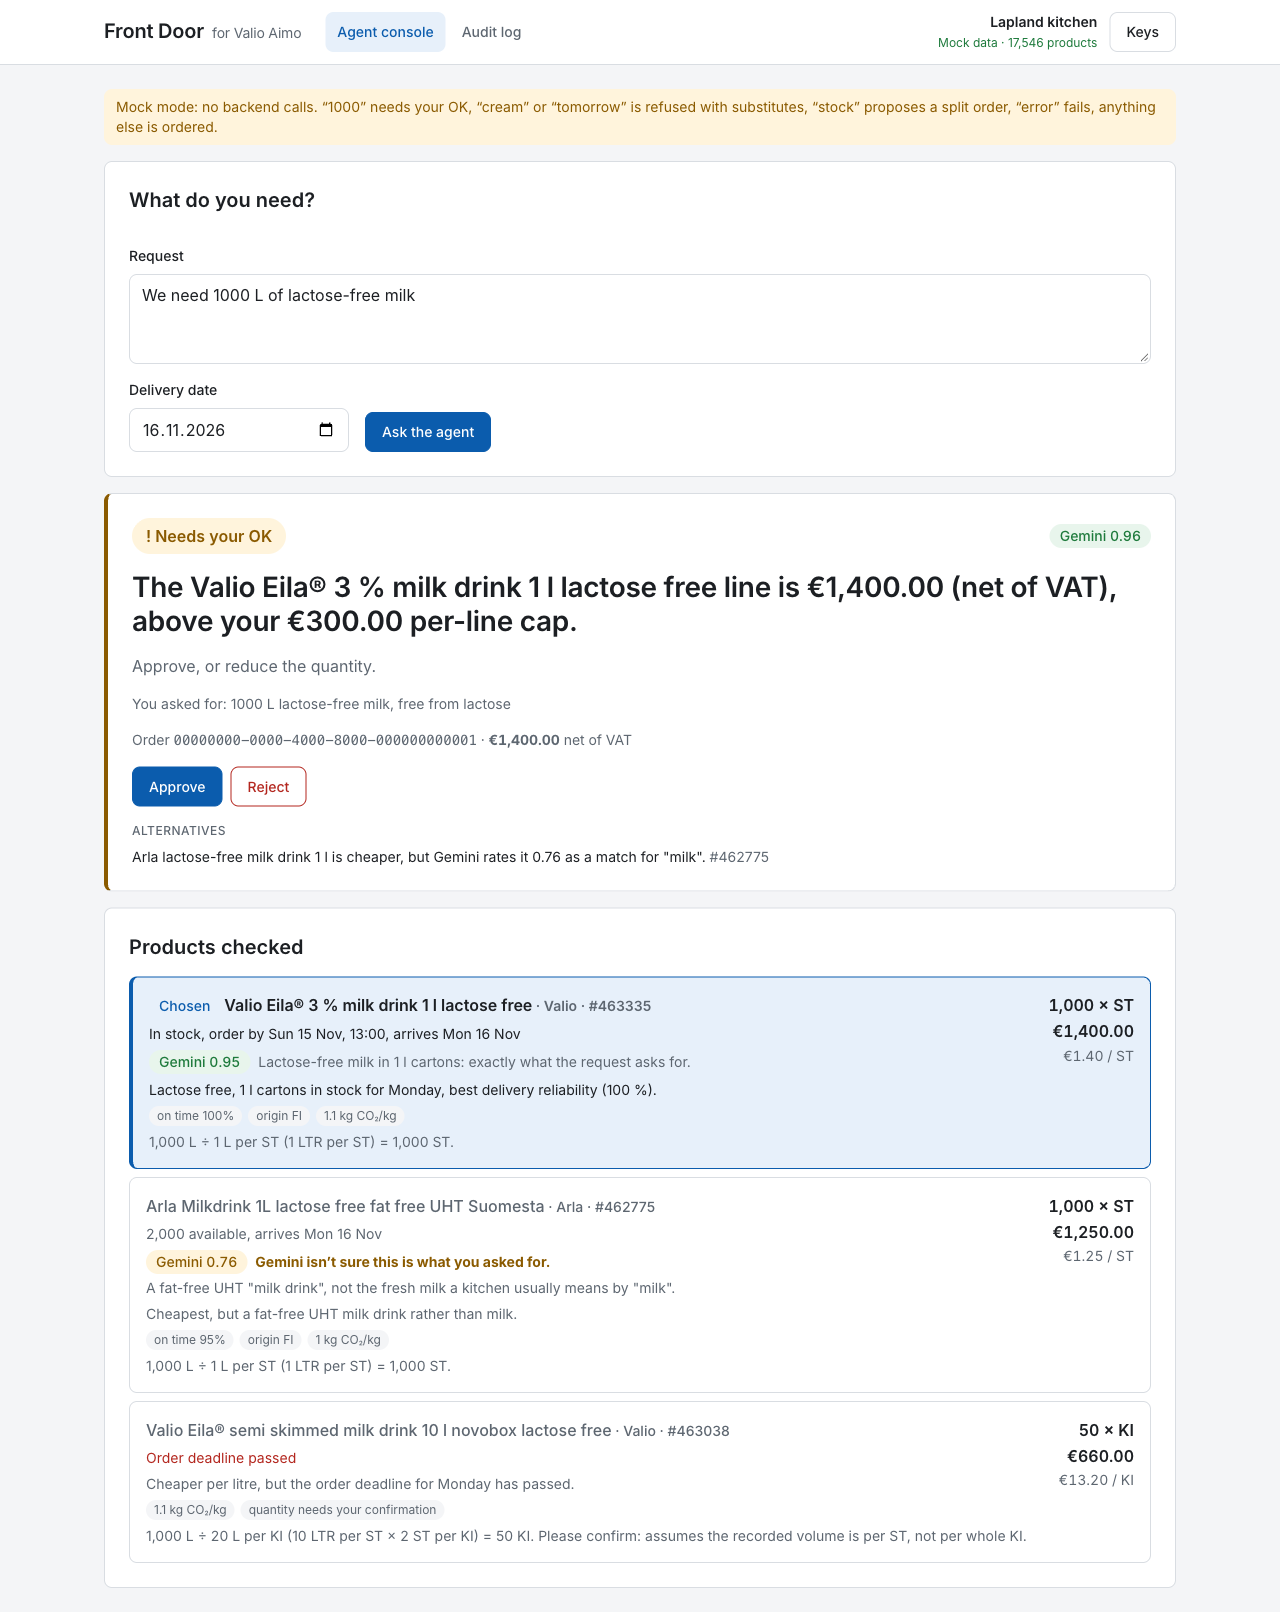 Front Door for Valio Aimo
Agent console
Audit log
Lapland kitchen
Mock data · 17,546 products
Keys
Mock mode: no backend calls. “1000” needs your OK, “cream” or “tomorrow” is refused with substitutes, “stock” proposes a split order, “error” fails, anything
else is ordered.
What do you need?
Request
We need 1000 L of lactose-free milk
Delivery date
16.11.2026
Ask the agent
! Needs your OK
Gemini 0.96
The Valio Eila® 3 % milk drink 1 l lactose free line is €1,400.00 (net of VAT),
above your €300.00 per-line cap.
Approve, or reduce the quantity.
You asked for: 1000 L lactose-free milk, free from lactose
Order 00000000-0000-4000-8000-000000000001 · €1,400.00 net of VAT
Approve
Reject
ALTERNATIVES
Arla lactose-free milk drink 1 l is cheaper, but Gemini rates it 0.76 as a match for "milk". #462775
Products checked
Chosen Valio Eila® 3 % milk drink 1 l lactose free · Valio · #463335
1,000 × ST
In stock, order by Sun 15 Nov, 13:00, arrives Mon 16 Nov
€1,400.00
€1.40 / ST
Gemini 0.95 Lactose-free milk in 1 l cartons: exactly what the request asks for.
Lactose free, 1 l cartons in stock for Monday, best delivery reliability (100 %).
on time 100% origin FI 1.1 kg CO₂/kg
1,000 L ÷ 1 L per ST (1 LTR per ST) = 1,000 ST.
Arla Milkdrink 1L lactose free fat free UHT Suomesta · Arla · #462775
1,000 × ST
2,000 available, arrives Mon 16 Nov
€1,250.00
€1.25 / ST
Gemini 0.76 Gemini isn’t sure this is what you asked for.
A fat-free UHT "milk drink", not the fresh milk a kitchen usually means by "milk".
Cheapest, but a fat-free UHT milk drink rather than milk.
on time 95% origin FI 1 kg CO₂/kg
1,000 L ÷ 1 L per ST (1 LTR per ST) = 1,000 ST.
Valio Eila® semi skimmed milk drink 10 l novobox lactose free · Valio · #463038
50 × KI
Order deadline passed
€660.00
€13.20 / KI
Cheaper per litre, but the order deadline for Monday has passed.
1.1 kg CO₂/kg quantity needs your confirmation
1,000 L ÷ 20 L per KI (10 LTR per ST × 2 ST per KI) = 50 KI. Please confirm: assumes the recorded volume is per ST, not per whole KI.